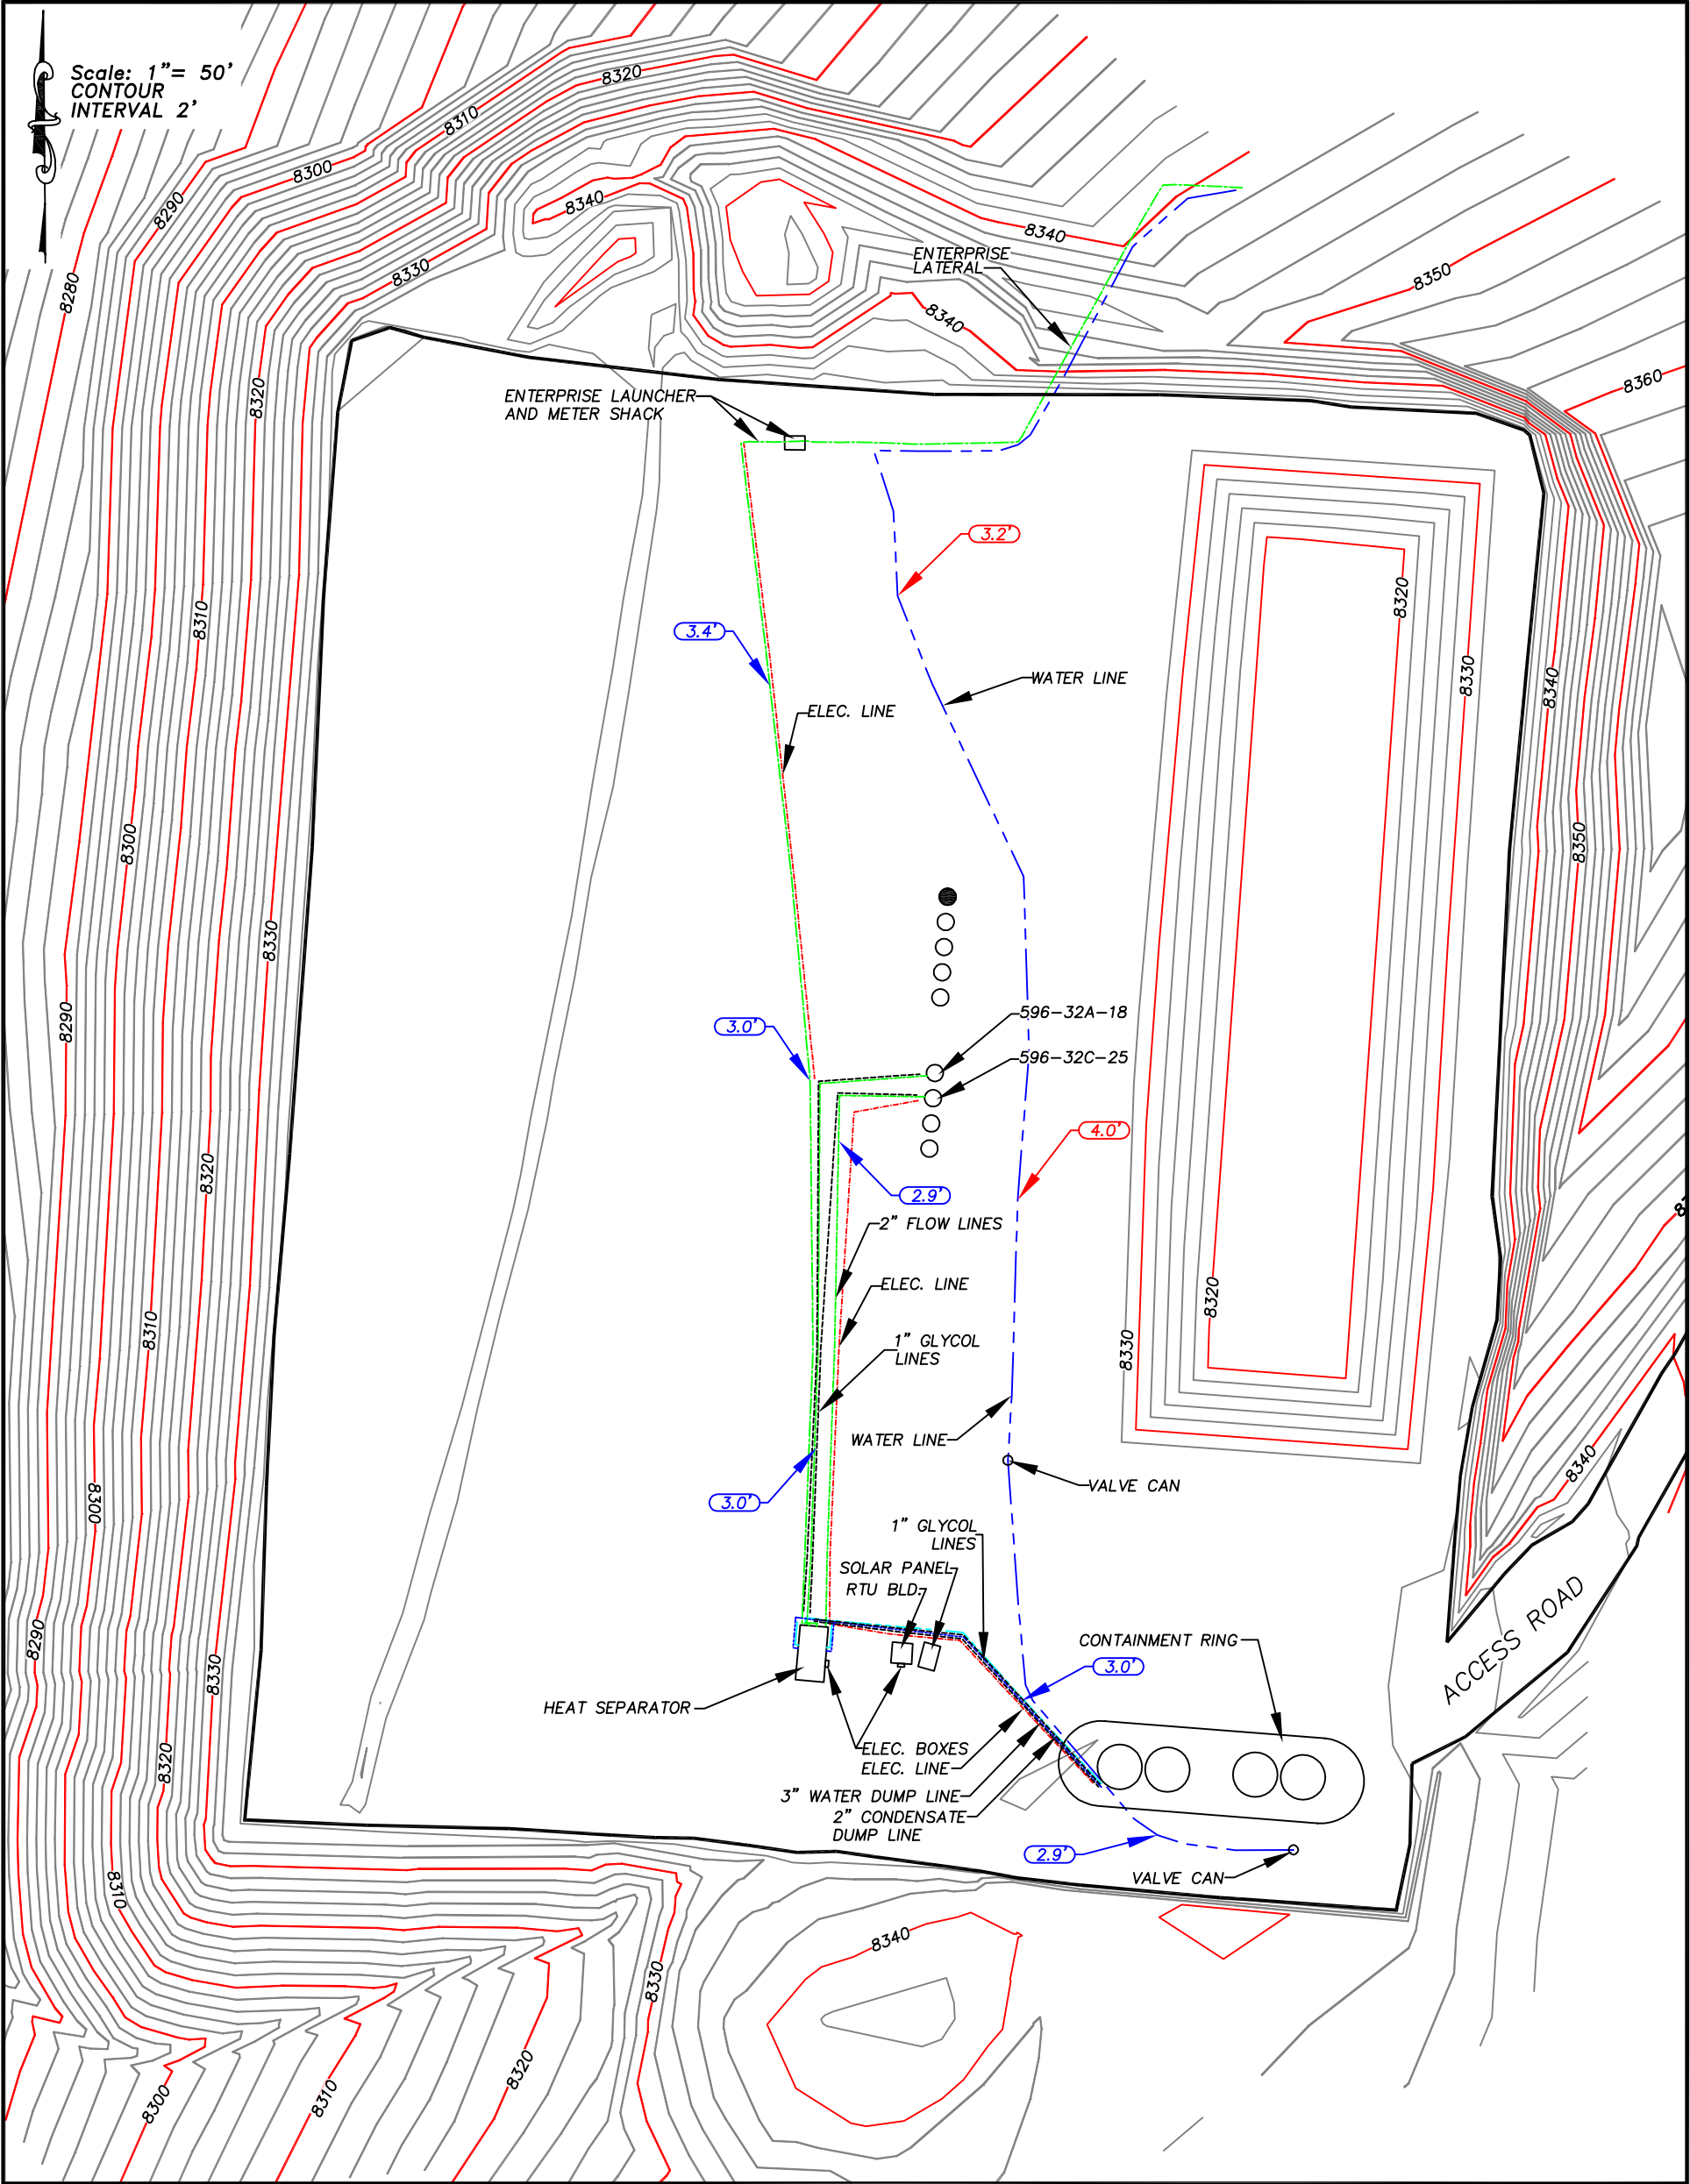 Scale: 1"= 50'
CONTOUR
INTERVAL 2'
8320
8310
8300
8290
8280
8340
8330
8340
8340
8350
8360
ENTERPRISE
LATERAL
8320
ENTERPRISE LAUNCHER
AND METER SHACK
3.2'
8320
8310
3.4'
8330
8340
WATER LINE
ELEC. LINE
8300
8350
8330
8290
596-32A-18
3.0'
596-32C-25
4.0'
8320
2.9'
2" FLOW LINES
ELEC. LINE
8320
8310
8330
1" GLYCOL
LINES
WATER LINE
8340
VALVE CAN
8300
3.0'
1" GLYCOL
LINES
SOLAR PANEL
RTU BLD.
ACCESS ROAD
8290
CONTAINMENT RING
3.0'
8330
HEAT SEPARATOR
ELEC. BOXES
ELEC. LINE
8320
3" WATER DUMP LINE
2" CONDENSATE
DUMP LINE
2.9'
VALVE CAN
8310
8340
8330
8320
8310
8300